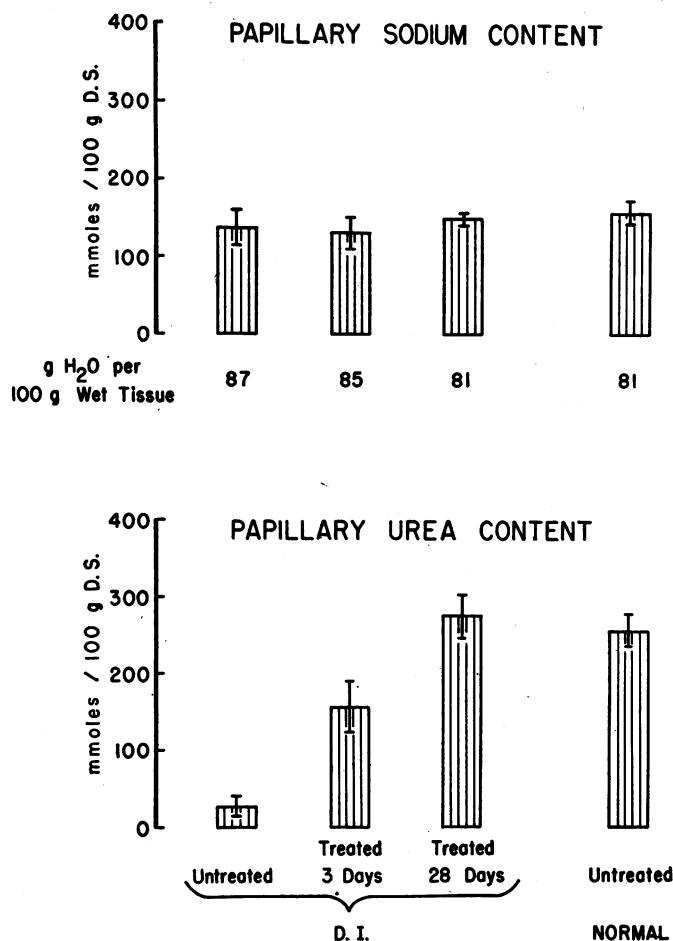 PAPILLARY SODIUM CONTENT
400
300
200
100
0
mmoles / 100 g D.S.
g H₂O per
100 g Wet Tissue
87 85 81 81
PAPILLARY UREA CONTENT
400
300
200
100
0
mmoles / 100 g D.S.
Untreated
Treated
3 Days
Treated
28 Days
Untreated
D. I.
NORMAL